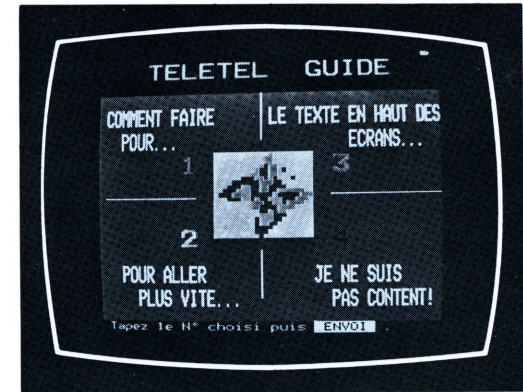 TELETEL GUIDE
COMMENT FAIRE
POUR...
1
LE TEXTE EN HAUT DES
ECRANS...
3
2
POUR ALLER
PLUS VITE...
JE NE SUIS
PAS CONTENT!
Tapez le N° choisi puis ENVOI .